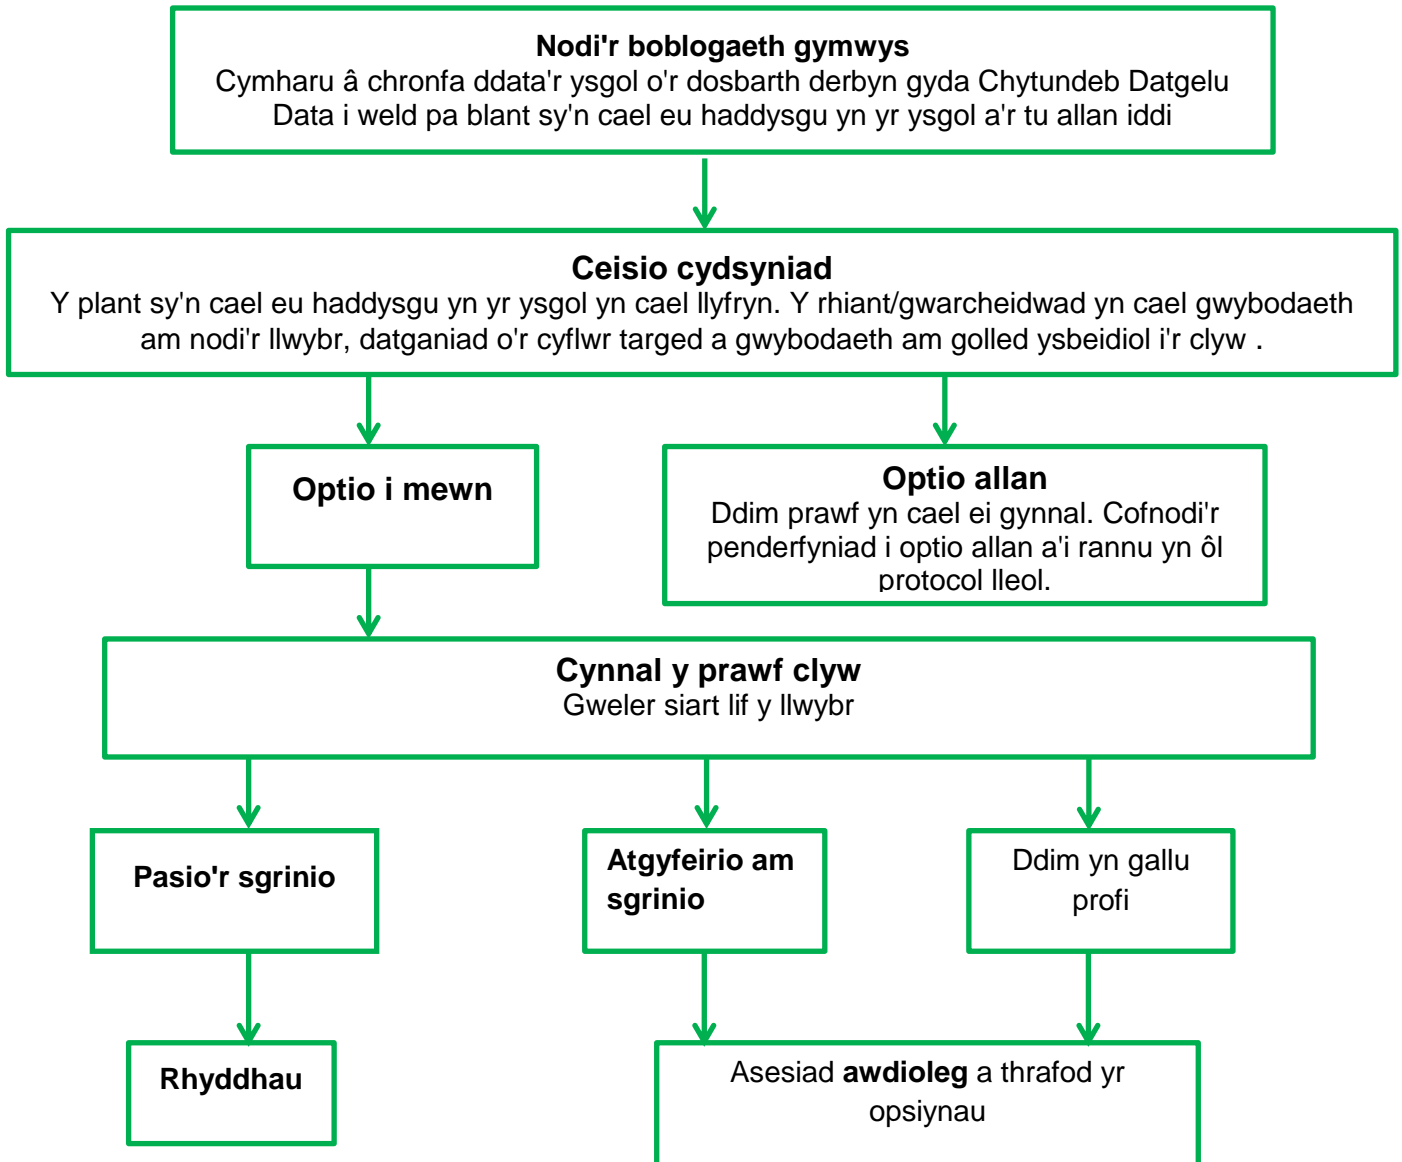 Nodi'r boblogaeth gymwys
Cymharu â chronfa ddata'r ysgol o'r dosbarth derbyn gyda Chytundeb Datgelu
Data i weld pa blant sy'n cael eu haddysgu yn yr ysgol a'r tu allan iddi
Ceisio cydsyniad
Y plant sy'n cael eu haddysgu yn yr ysgol yn cael llyfryn. Y rhiant/gwarcheidwad yn cael gwybodaeth
am nodi'r llwybr, datganiad o'r cyflwr targed a gwybodaeth am golled ysbeidiol i'r clyw .
Optio i mewn
Optio allan
Ddim prawf yn cael ei gynnal. Cofnodi'r
penderfyniad i optio allan a'i rannu yn ôl
protocol lleol.
Cynnal y prawf clyw
Gweler siart lif y llwybr
Pasio'r sgrinio
Atgyfeirio am
sgrinio
Ddim yn gallu
profi
Rhyddhau
Asesiad awdioleg a thrafod yr
opsiynau